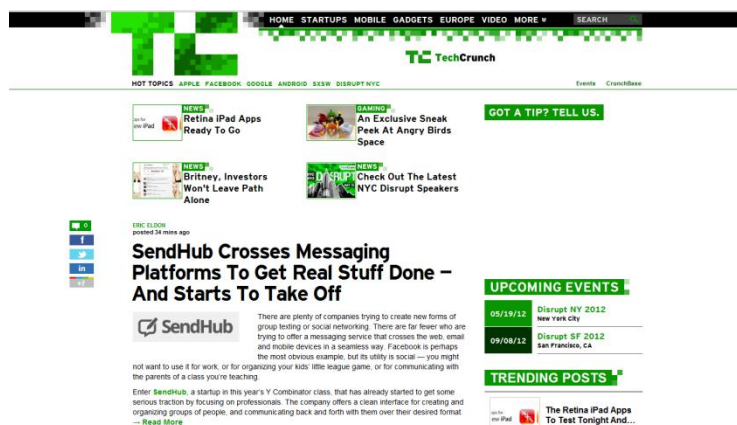 HOME STARTUPS MOBILE GADGETS EUROPE VIDEO MORE SEARCH
TC TechCrunch
HOT TOPICS APPLE FACEBOOK GOOGLE ANDROID SXSW DISRUPT NYC
Events CrunchBase
NEWS
Retina iPad Apps
Ready To Go
GAMING
An Exclusive Sneak
Peek At Angry Birds
Space
NEWS
Britney, Investors
Won't Leave Path
Alone
NEWS
Check Out The Latest
NYC Disrupt Speakers
GOT A TIP? TELL US.
0
ERIC ELDON
posted 34 mins ago
SendHub Crosses Messaging
Platforms To Get Real Stuff Done –
And Starts To Take Off
SendHub
There are plenty of companies trying to create new forms of
group texting or social networking. There are far fewer who are
trying to offer a messaging service that crosses the web, email
and mobile devices in a seamless way. Facebook is perhaps
the most obvious example, but its utility is social — you might
not want to use it for work, or for organizing your kids' little league game, or for communicating with
the parents of a class you're teaching.
Enter SendHub, a startup in this year's Y Combinator class, that has already started to get some
serious traction by focusing on professionals. The company offers a clean interface for creating and
organizing groups of people, and communicating back and forth with them over their desired format.
→ Read More
UPCOMING EVENTS
05/19/12 Disrupt NY 2012
New York City
09/08/12 Disrupt SF 2012
San Francisco, CA
TRENDING POSTS
The Retina iPad Apps
To Test Tonight And...